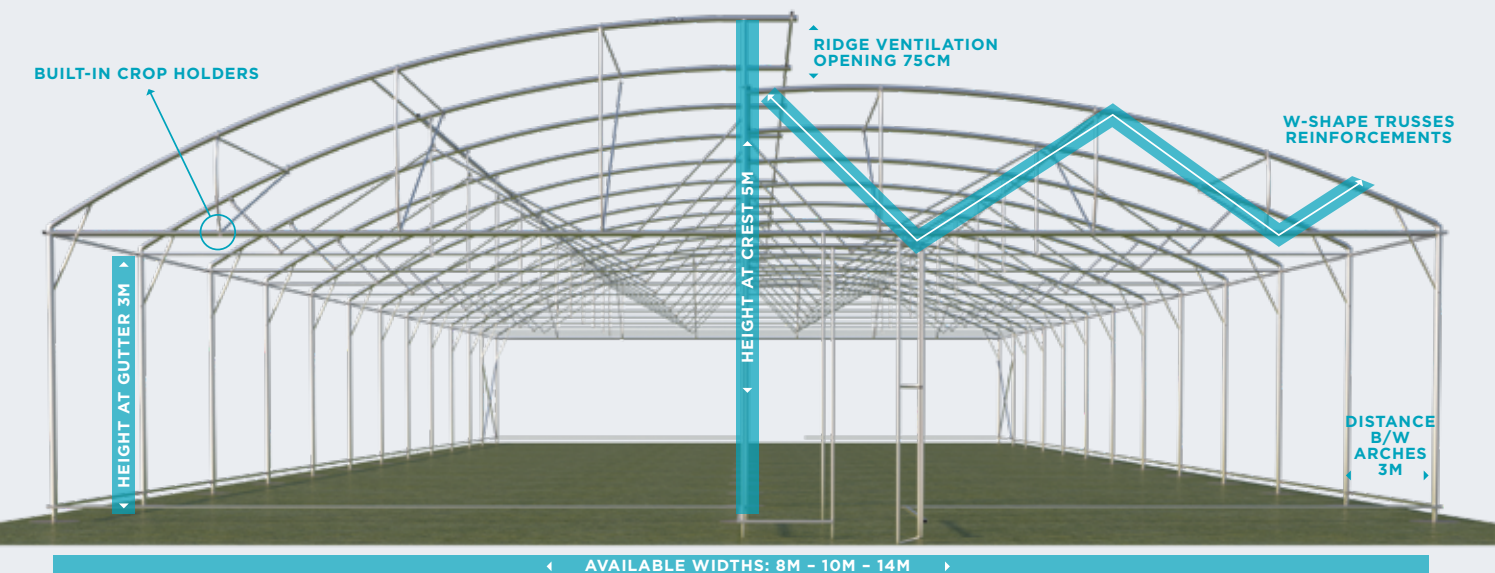 BUILT-IN CROP HOLDERS
RIDGE VENTILATION
OPENING 75CM
W-SHAPE TRUSSES
REINFORCEMENTS
HEIGHT AT GUTTER 3M
HEIGHT AT CREST 5M
DISTANCE
B/W
ARCHES
3M
AVAILABLE WIDTHS: 8M – 10M – 14M